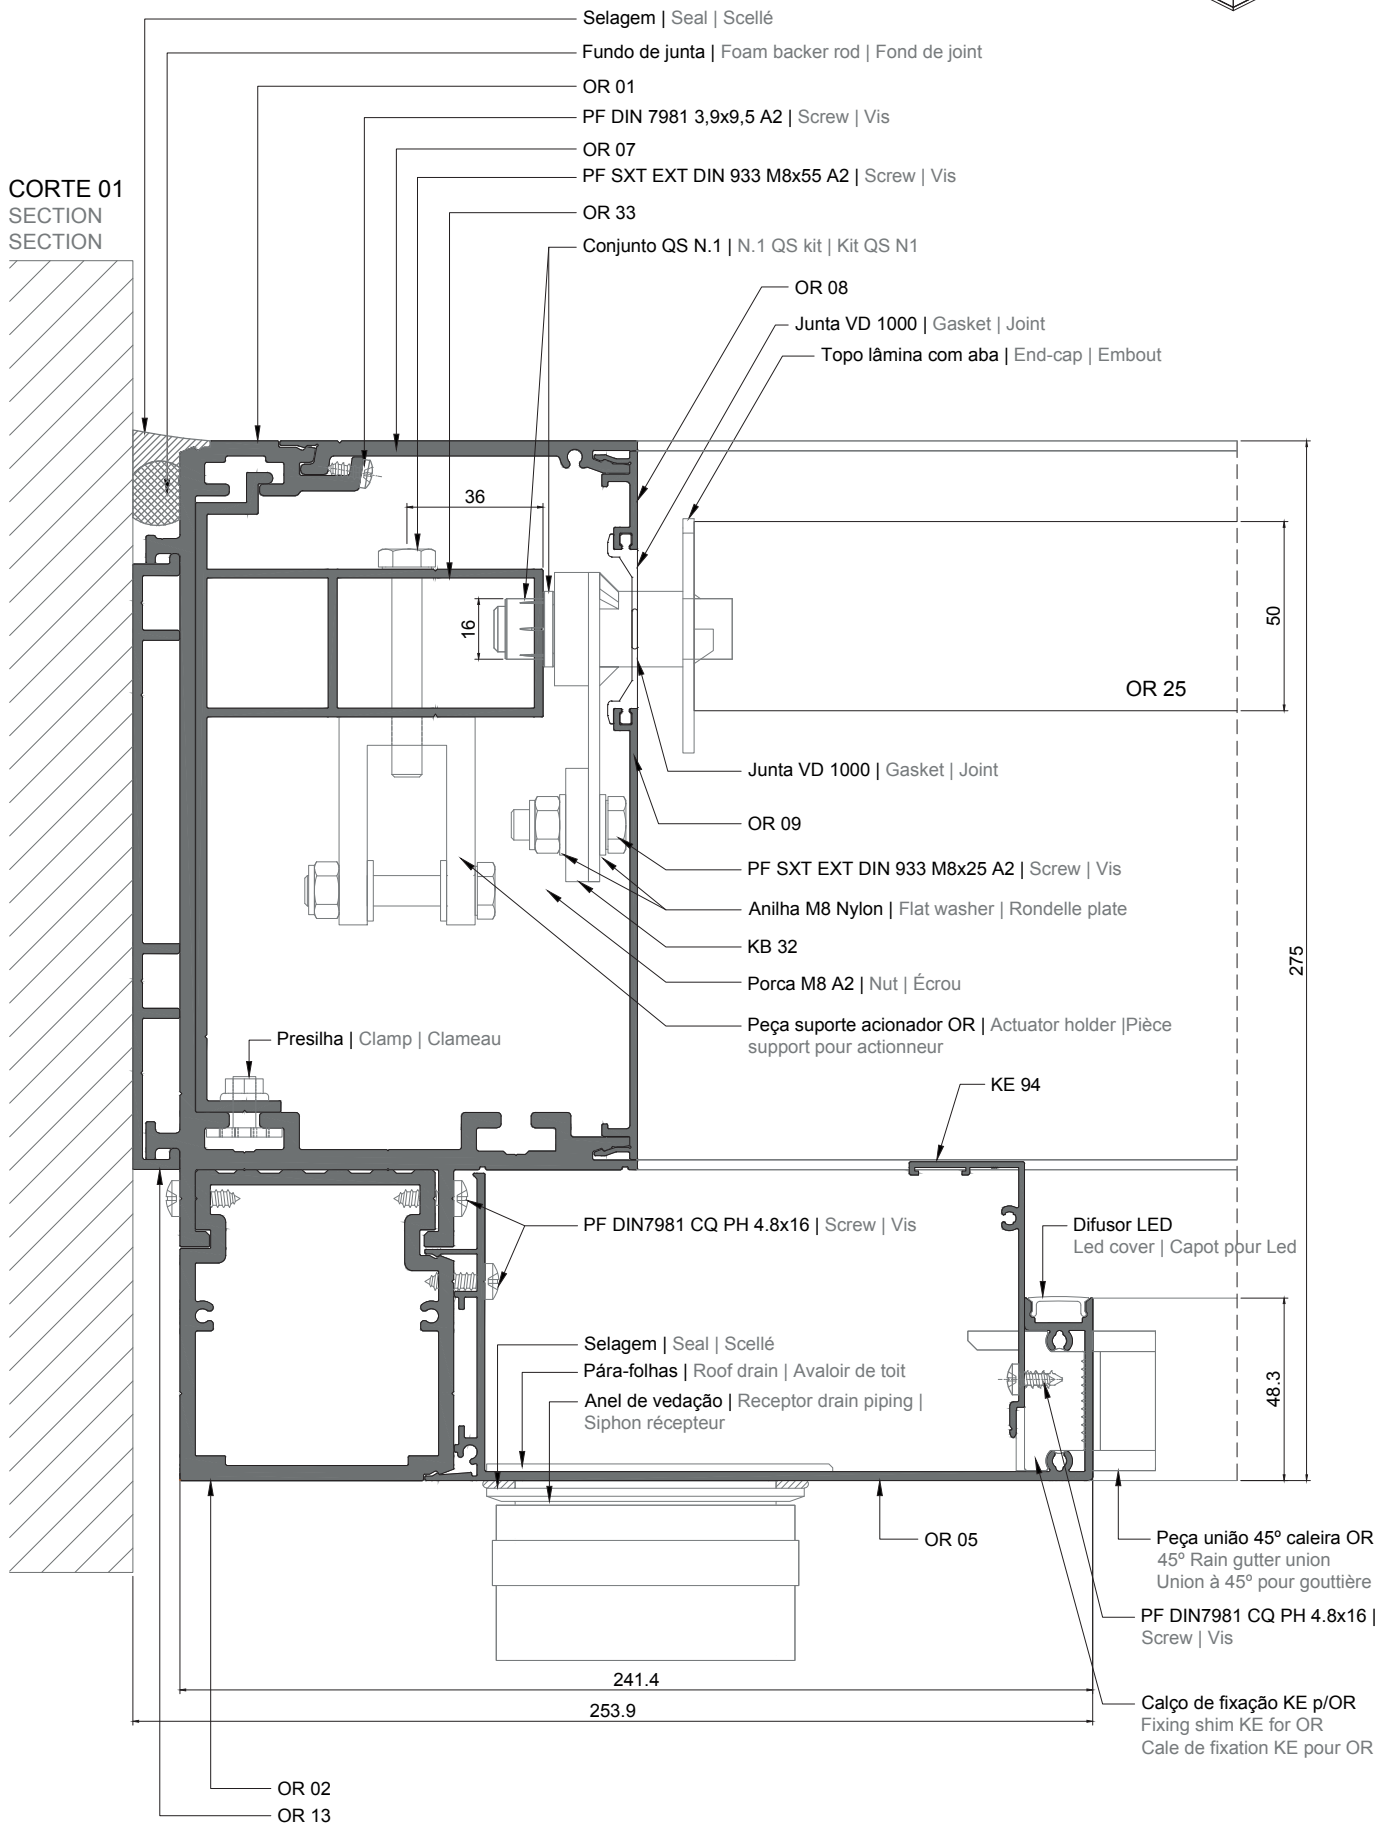 Selagem | Seal | Scellé
Fundo de junta | Foam backer rod | Fond de joint
OR 01
PF DIN 7981 3,9x9,5 A2 | Screw | Vis
OR 07
PF SXT EXT DIN 933 M8x55 A2 | Screw | Vis
CORTE 01
SECTION
SECTION
OR 33
Conjunto QS N.1 | N.1 QS kit | Kit QS N1
OR 08
Junta VD 1000 | Gasket | Joint
Topo lâmina com aba | End-cap | Embout
36
16
50
OR 25
Junta VD 1000 | Gasket | Joint
OR 09
PF SXT EXT DIN 933 M8x25 A2 | Screw | Vis
Anilha M8 Nylon | Flat washer | Rondelle plate
KB 32
275
Porca M8 A2 | Nut | Écrou
Peça suporte acionador OR | Actuator holder |Pièce
support pour actionneur
Presilha | Clamp | Clameau
KE 94
PF DIN7981 CQ PH 4.8x16 | Screw | Vis
Difusor LED
Led cover | Capot pour Led
Selagem | Seal | Scellé
Pára-folhas | Roof drain | Avaloir de toit
Anel de vedação | Receptor drain piping |
Siphon récepteur
48.3
OR 05
Peça união 45º caleira OR
45º Rain gutter union
Union à 45º pour gouttière
PF DIN7981 CQ PH 4.8x16 |
Screw | Vis
241.4
253.9
Calço de fixação KE p/OR
Fixing shim KE for OR
Cale de fixation KE pour OR
OR 02
OR 13